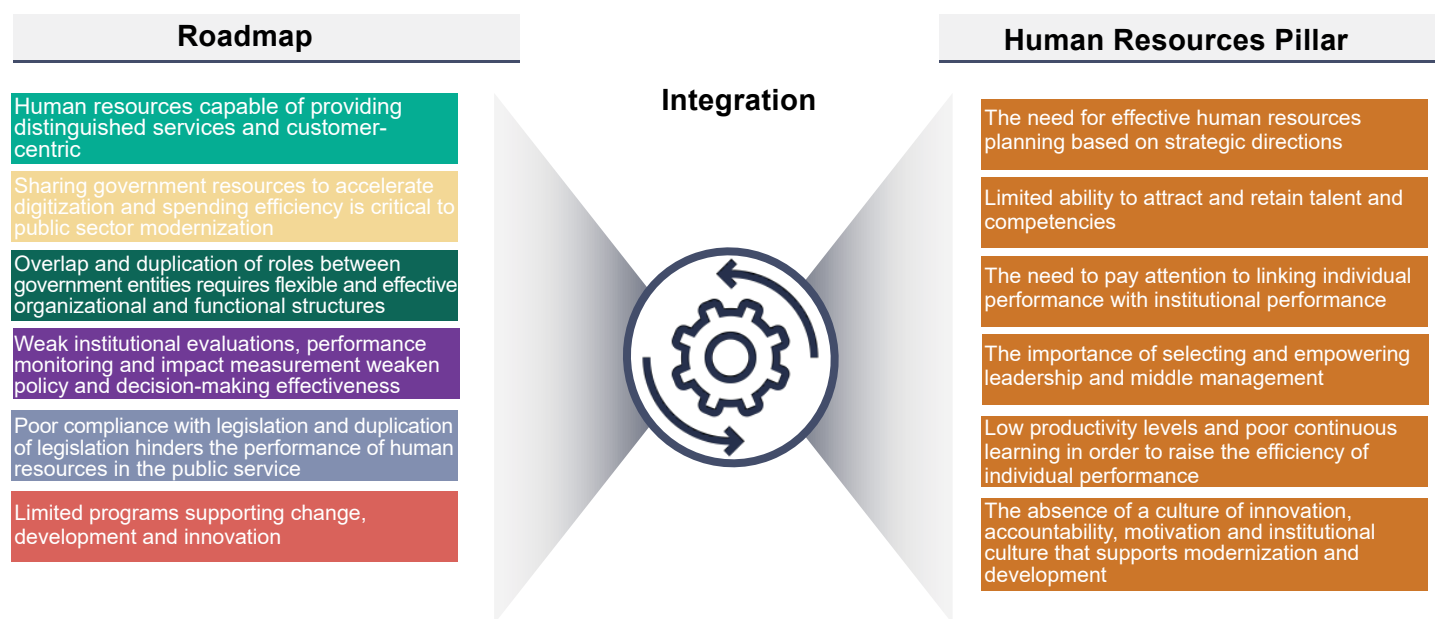 Roadmap
Human resources capable of providing
distinguished services and customer-
centric
Sharing government resources to accelerate
digitization and spending efficiency is critical to
public sector modernization
Overlap and duplication of roles between
government entities requires flexible and effective
organizational and functional structures
Weak institutional evaluations, performance
monitoring and impact measurement weaken
policy and decision-making effectiveness
Poor compliance with legislation and duplication
of legislation hinders the performance of human
resources in the public service
Limited programs supporting change,
development and innovation
Integration
Human Resources Pillar
The need for effective human resources
planning based on strategic directions
Limited ability to attract and retain talent and
competencies
The need to pay attention to linking individual
performance with institutional performance
The importance of selecting and empowering
leadership and middle management
Low productivity levels and poor continuous
learning in order to raise the efficiency of
individual performance
The absence of a culture of innovation,
accountability, motivation and institutional
culture that supports modernization and
development